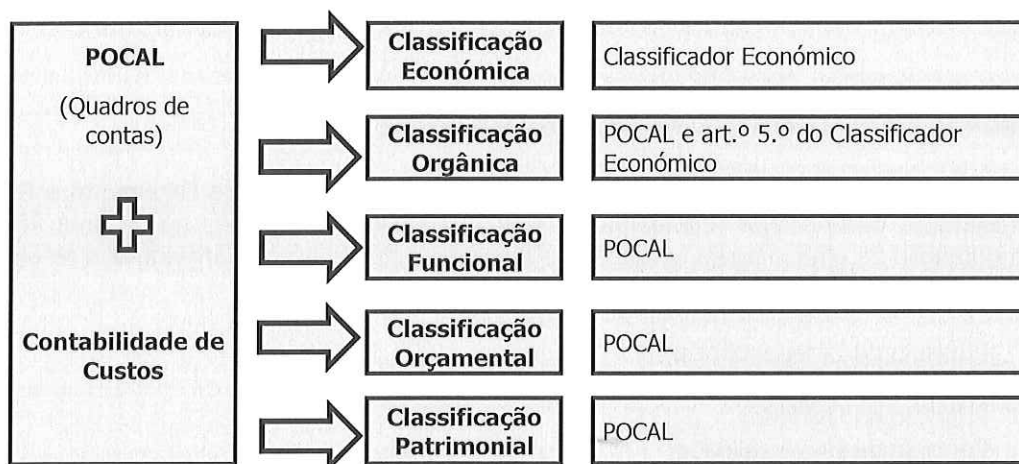 POCAL
(Quadros de
contas)
Contabilidade de
Custos
Classificação
Económica
Classificador Económico
Classificação
Orgânica
POCAL e art.º 5.º do Classificador
Económico
Classificação
Funcional
POCAL
Classificação
Orçamental
POCAL
Classificação
Patrimonial
POCAL